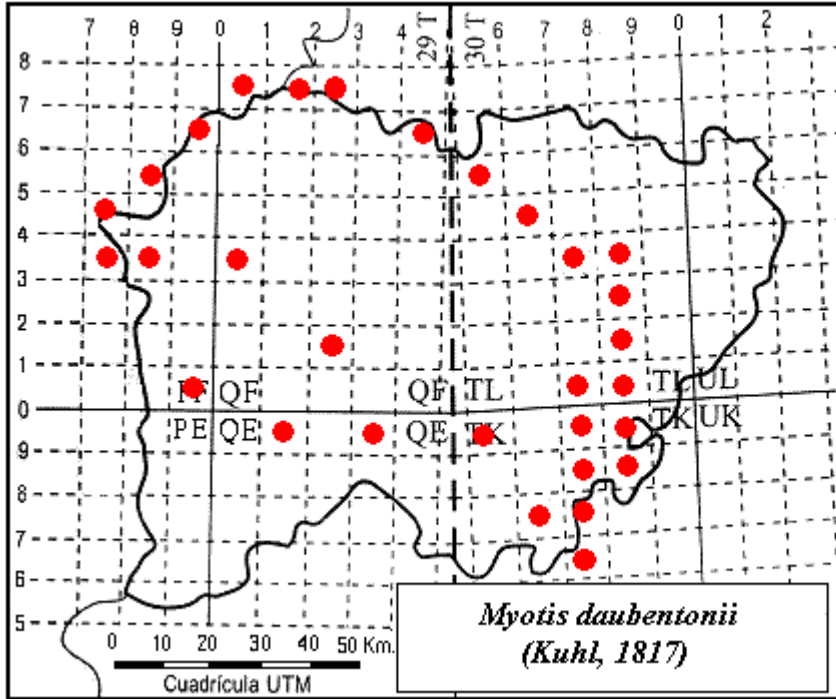 7 8 9 0 2 3 4 29 T 30 T 6 7 8 9 0 1 2
8
7
6
5
4
3
2
1
PF QF QF TL TL UL
0
PE QE QE TK TK UK
9
8
7
6
5
0 10 20 30 40 50 Km.
Cuadrícula UTM
Myotis daubentonii
(Kuhl, 1817)